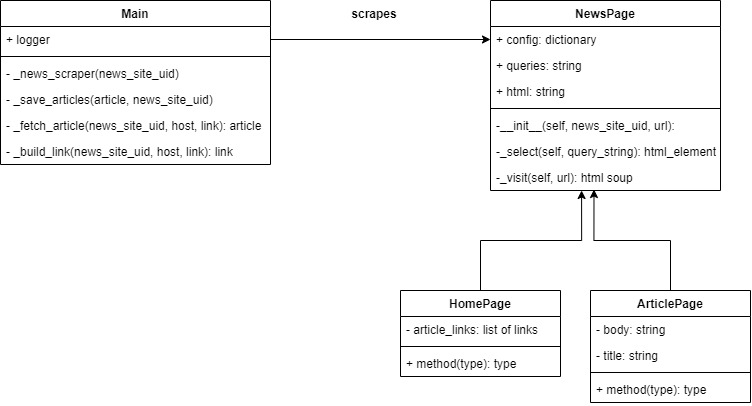 Main
+ logger
- _news_scraper(news_site_uid)
- _save_articles(article, news_site_uid)
- _fetch_article(news_site_uid, host, link): article
- _build_link(news_site_uid, host, link): link
scrapes
NewsPage
+ config: dictionary
+ queries: string
+ html: string
-__init__(self, news_site_uid, url):
-_select(self, query_string): html_element
-_visit(self, url): html soup
HomePage
- article_links: list of links
+ method(type): type
ArticlePage
- body: string
- title: string
+ method(type): type